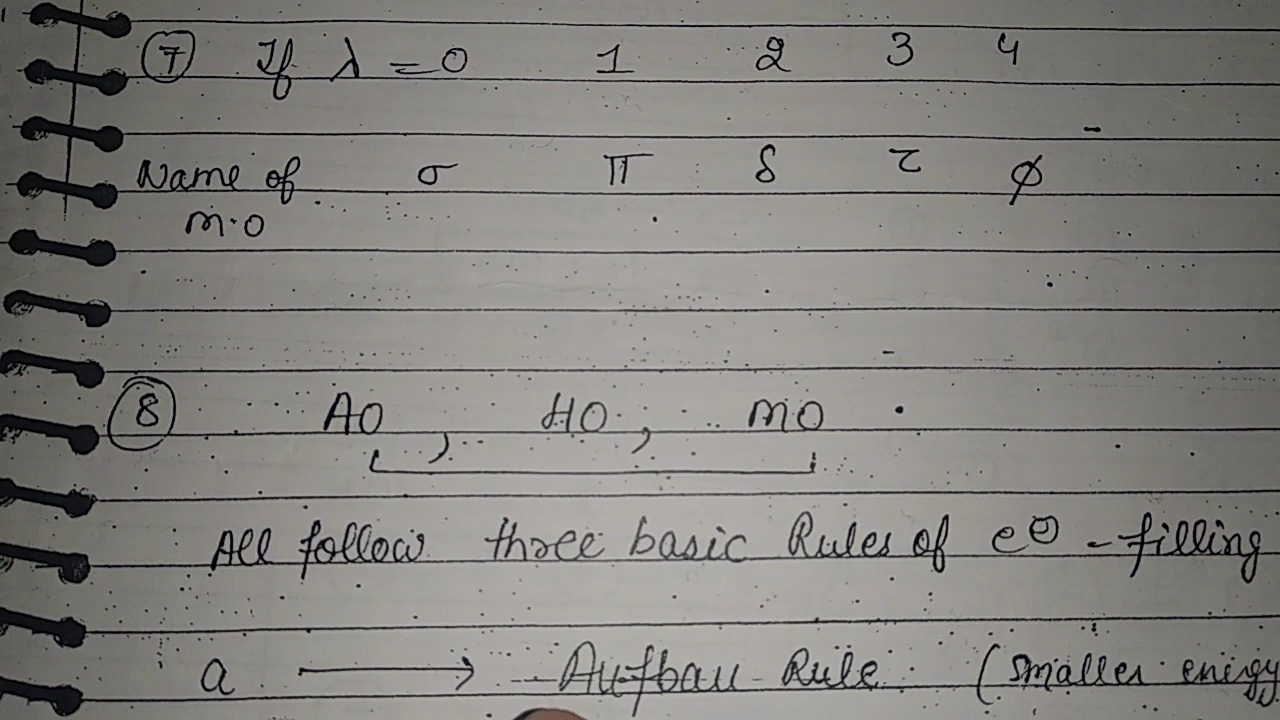 7 If λ = 0 1 2 3 4
Name of σ π δ τ ϕ
M.O
8 AO, HO, MO.
All follow three basic Rules of e⊖ - filling
a → Aufbau Rule (Smaller energy